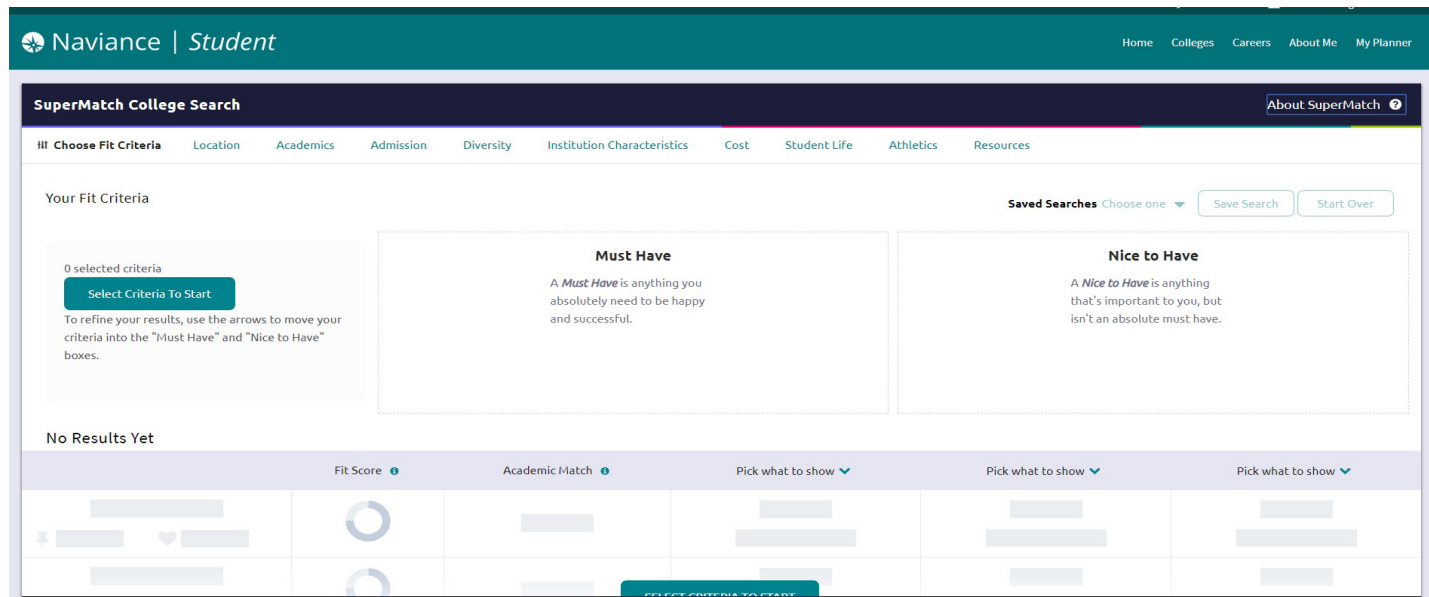 Naviance | Student
Home Colleges Careers About Me My Planner
SuperMatch College Search
About SuperMatch ?
Choose Fit Criteria Location Academics Admission Diversity Institution Characteristics Cost Student Life Athletics Resources
Your Fit Criteria
Saved Searches Choose one Save Search Start Over
0 selected criteria
Select Criteria To Start
To refine your results, use the arrows to move your
criteria into the "Must Have" and "Nice to Have"
boxes.
Must Have
A Must Have is anything you
absolutely need to be happy
and successful.
Nice to Have
A Nice to Have is anything
that's important to you, but
isn't an absolute must have.
No Results Yet
Fit Score Academic Match Pick what to show Pick what to show Pick what to show
SELECT CRITERIA TO START